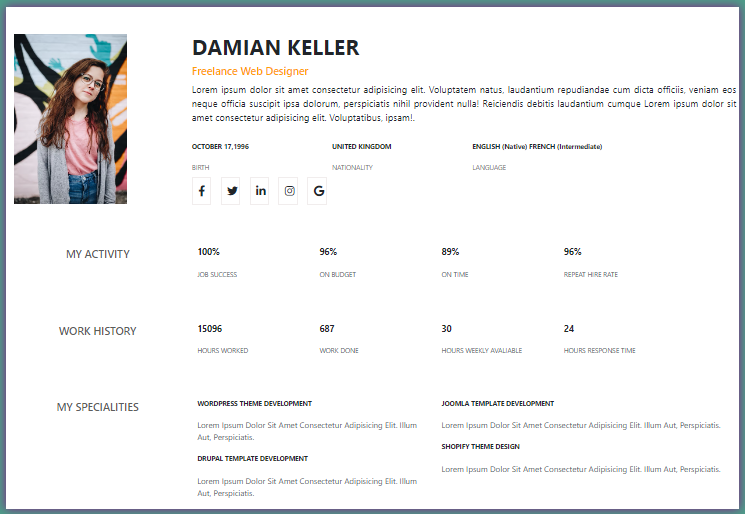 DAMIAN KELLER
Freelance Web Designer
Lorem ipsum dolor sit amet consectetur adipisicing elit. Voluptatem natus, laudantium repudiandae cum dicta officiis, veniam eos
neque officia suscipit ipsa dolorum, perspiciatis nihil provident nulla! Reiciendis debitis laudantium cumque Lorem ipsum dolor sit
amet consectetur adipisicing elit. Voluptatibus, ipsam!.
OCTOBER 17,1996 UNITED KINGDOM ENGLISH (Native) FRENCH (Intermediate)
BIRTH NATIONALITY LANGUAGE
MY ACTIVITY
100% 96% 89% 96%
JOB SUCCESS ON BUDGET ON TIME REPEAT HIRE RATE
WORK HISTORY
15096 687 30 24
HOURS WORKED WORK DONE HOURS WEEKLY AVALIABLE HOURS RESPONSE TIME
MY SPECIALITIES
WORDPRESS THEME DEVELOPMENT
Lorem Ipsum Dolor Sit Amet Consectetur Adipisicing Elit. Illum
Aut, Perspiciatis.
DRUPAL TEMPLATE DEVELOPMENT
Lorem Ipsum Dolor Sit Amet Consectetur Adipisicing Elit. Illum
Aut, Perspiciatis.
JOOMLA TEMPLATE DEVELOPMENT
Lorem Ipsum Dolor Sit Amet Consectetur Adipisicing Elit. Illum Aut, Perspiciatis.
SHOPIFY THEME DESIGN
Lorem Ipsum Dolor Sit Amet Consectetur Adipisicing Elit. Illum Aut, Perspiciatis.